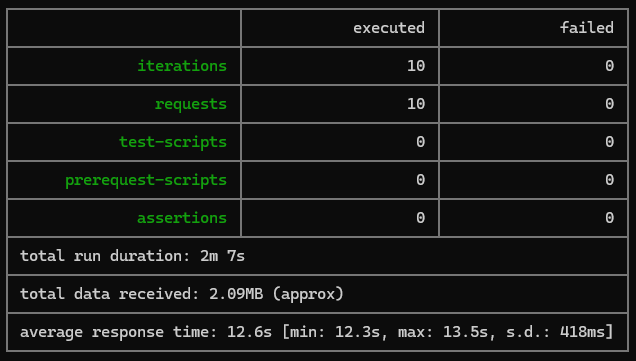 executed failed
iterations 10 0
requests 10 0
test-scripts 0 0
prerequest-scripts 0 0
assertions 0 0
total run duration: 2m 7s
total data received: 2.09MB (approx)
average response time: 12.6s [min: 12.3s, max: 13.5s, s.d.: 418ms]